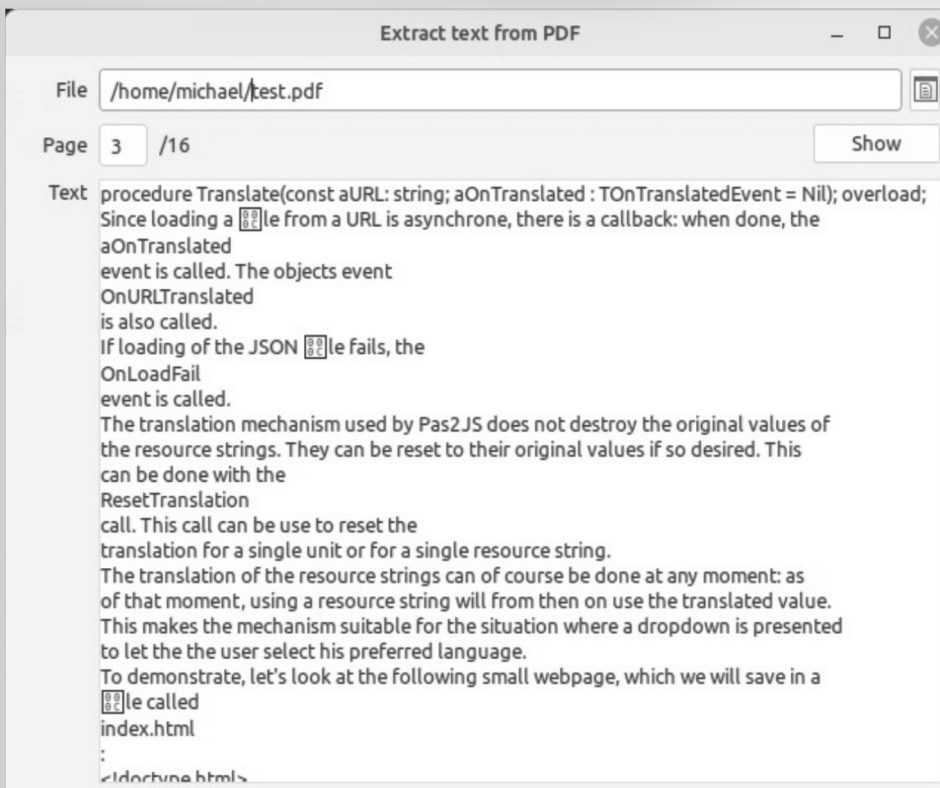 Extract text from PDF
File /home/michael/test.pdf
Page 3 /16 Show
Text procedure Translate(const aURL: string; aOnTranslated : TOnTranslatedEvent = Nil); overload;
Since loading a le from a URL is asynchrone, there is a callback: when done, the
aOnTranslated
event is called. The objects event
OnURLTranslated
is also called.
If loading of the JSON le fails, the
OnLoadFail
event is called.
The translation mechanism used by Pas2JS does not destroy the original values of
the resource strings. They can be reset to their original values if so desired. This
can be done with the
ResetTranslation
call. This call can be use to reset the
translation for a single unit or for a single resource string.
The translation of the resource strings can of course be done at any moment: as
of that moment, using a resource string will from then on use the translated value.
This makes the mechanism suitable for the situation where a dropdown is presented
to let the the user select his preferred language.
To demonstrate, let's look at the following small webpage, which we will save in a
le called
index.html
:
<!doctype html>